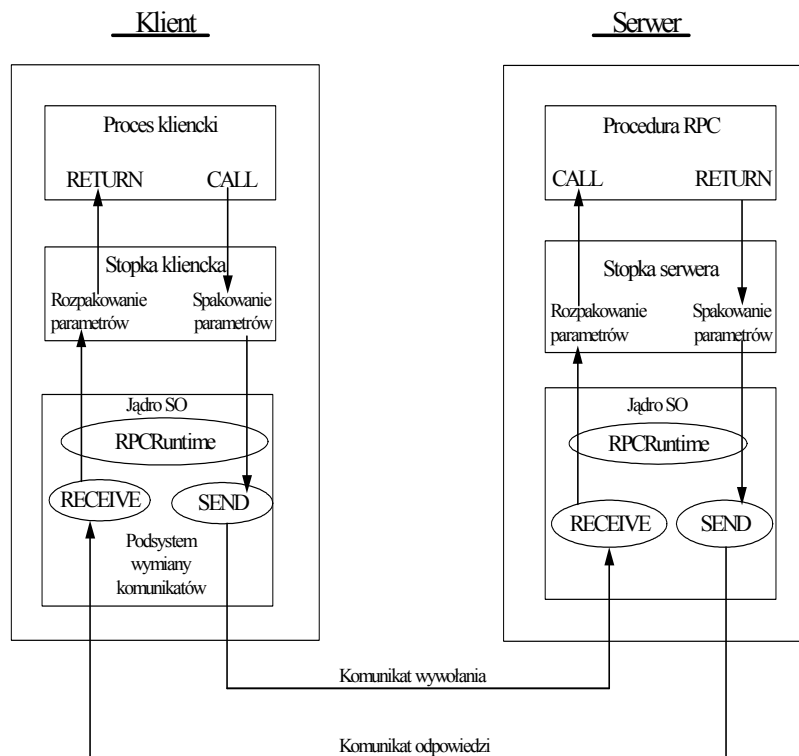 Klient
Serwer
Proces kliencki
RETURN
CALL
Procedura RPC
CALL
RETURN
Stopka kliencka
Rozpakowanie
parametrów
Spakowanie
parametrów
Stopka serwera
Rozpakowanie
parametrów
Spakowanie
parametrów
Jądro SO
RPCRuntime
RECEIVE
SEND
Podsystem
wymiany
komunikatów
Jądro SO
RPCRuntime
RECEIVE
SEND
Komunikat wywołania
Komunikat odpowiedzi